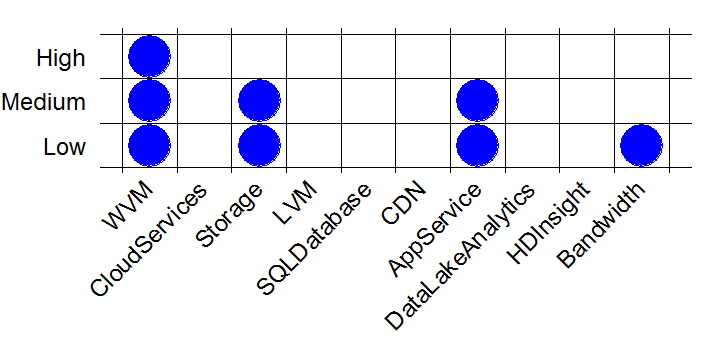 High
Medium
Low
WVM
CloudServices
Storage
LVM
SQLDatabase
CDN
AppService
DataLakeAnalytics
HDInsight
Bandwidth